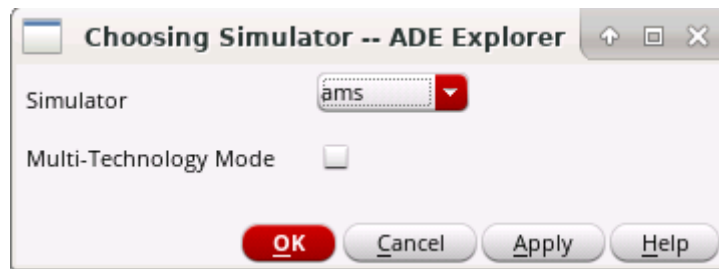 Choosing Simulator -- ADE Explorer
Simulator ams
Multi-Technology Mode
OK Cancel Apply Help